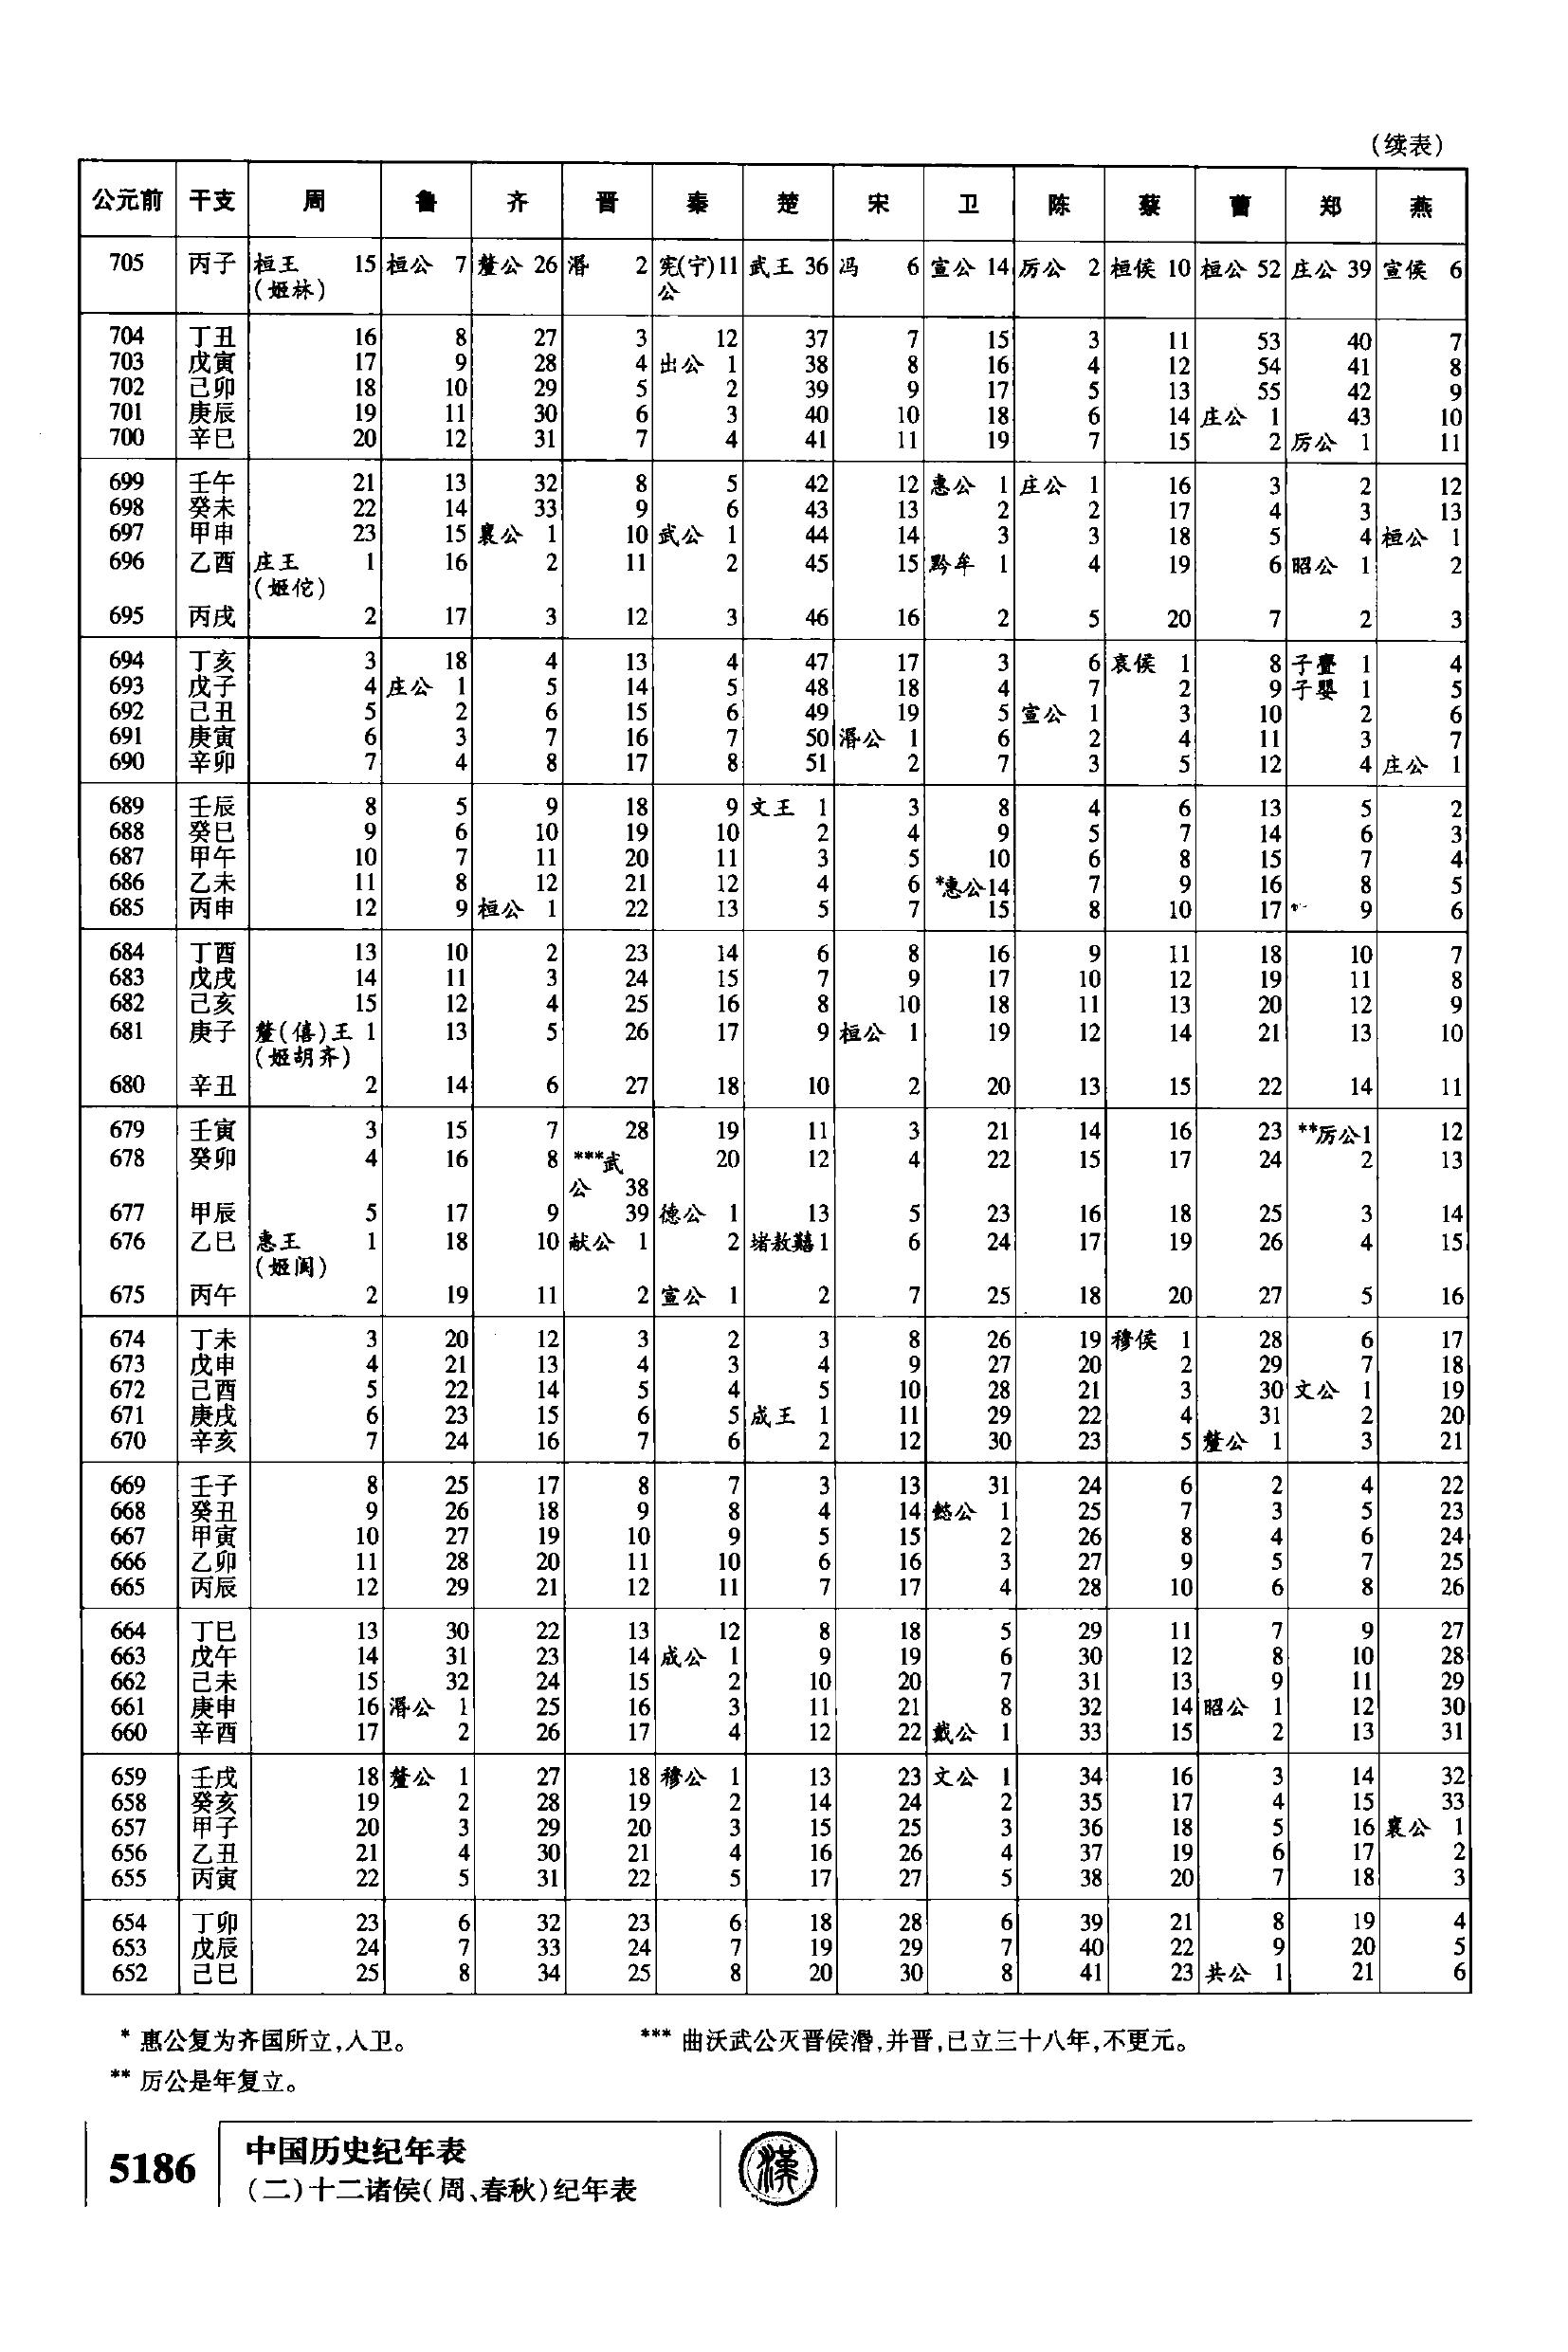 (续表)
公元前 干支 周 鲁 齐 晋 秦 楚 宋 卫 陈 蔡 曹 郑 燕
705 丙子 桓王 15 桓公 7 釐公 26 湣 2 宪(宁)11 武王 36 冯 6 宣公 14 厉公 2 桓侯 10 桓公 52 庄公 39 宣侯 6
(姬林) 公
704 丁丑 16 8 27 3 12 37 7 15 3 11 53 40 7
703 戊寅 17 9 28 4 出公 1 38 8 16 4 12 54 41 8
702 己卯 18 10 29 5 2 39 9 17 5 13 55 42 9
701 庚辰 19 11 30 6 3 40 10 18 6 14 庄公 1 43 10
700 辛巳 20 12 31 7 4 41 11 19 7 15 2 厉公 1 11
699 壬午 21 13 32 8 5 42 12 惠公 1 庄公 1 16 3 2 12
698 癸未 22 14 33 9 6 43 13 2 2 17 4 3 13
697 甲申 23 15 襄公 1 10 武公 1 44 14 3 3 18 5 4 桓公 1
696 乙酉 庄王 1 16 2 11 2 45 15 黔牟 1 4 19 6 昭公 1 2
(姬佗)
695 丙戌 2 17 3 12 3 46 16 2 5 20 7 2 3
694 丁亥 3 18 4 13 4 47 17 3 6 哀侯 1 8 子亹 1 4
693 戊子 4 庄公 1 5 14 5 48 18 4 7 2 9 子婴 1 5
692 己丑 5 2 6 15 6 49 19 5 宣公 1 3 10 2 6
691 庚寅 6 3 7 16 7 50 湣公 1 6 2 4 11 3 7
690 辛卯 7 4 8 17 8 51 2 7 3 5 12 4 庄公 1
689 壬辰 8 5 9 18 9 文王 1 3 8 4 6 13 5 2
688 癸巳 9 6 10 19 10 2 4 9 5 7 14 6 3
687 甲午 10 7 11 20 11 3 5 10 6 8 15 7 4
686 乙未 11 8 12 21 12 4 6 *惠公14 7 9 16 8 5
685 丙申 12 9 桓公 1 22 13 5 7 15 8 10 17 9 6
684 丁酉 13 10 2 23 14 6 8 16 9 11 18 10 7
683 戊戌 14 11 3 24 15 7 9 17 10 12 19 11 8
682 己亥 15 12 4 25 16 8 10 18 11 13 20 12 9
681 庚子 釐(僖)王 1 13 5 26 17 9 桓公 1 19 12 14 21 13 10
(姬胡齐)
680 辛丑 2 14 6 27 18 10 2 20 13 15 22 14 11
679 壬寅 3 15 7 28 19 11 3 21 14 16 23 **厉公1 12
678 癸卯 4 16 8 ***武 20 12 4 22 15 17 24 2 13
公 38
677 甲辰 5 17 9 39 德公 1 13 5 23 16 18 25 3 14
676 乙巳 惠王 1 18 10 献公 1 2 堵敖囏1 6 24 17 19 26 4 15
(姬阆)
675 丙午 2 19 11 2 宣公 1 2 7 25 18 20 27 5 16
674 丁未 3 20 12 3 2 3 8 26 19 穆侯 1 28 6 17
673 戊申 4 21 13 4 3 4 9 27 20 2 29 7 18
672 己酉 5 22 14 5 4 5 10 28 21 3 30 文公 1 19
671 庚戌 6 23 15 6 5 成王 1 11 29 22 4 31 2 20
670 辛亥 7 24 16 7 6 2 12 30 23 5 釐公 1 3 21
669 壬子 8 25 17 8 7 3 13 31 24 6 2 4 22
668 癸丑 9 26 18 9 8 4 14 懿公 1 25 7 3 5 23
667 甲寅 10 27 19 10 9 5 15 2 26 8 4 6 24
666 乙卯 11 28 20 11 10 6 16 3 27 9 5 7 25
665 丙辰 12 29 21 12 11 7 17 4 28 10 6 8 26
664 丁巳 13 30 22 13 12 8 18 5 29 11 7 9 27
663 戊午 14 31 23 14 成公 1 9 19 6 30 12 8 10 28
662 己未 15 32 24 15 2 10 20 7 31 13 9 11 29
661 庚申 16 湣公 1 25 16 3 11 21 8 32 14 昭公 1 12 30
660 辛酉 17 2 26 17 4 12 22 戴公 1 33 15 2 13 31
659 壬戌 18 釐公 1 27 18 穆公 1 13 23 文公 1 34 16 3 14 32
658 癸亥 19 2 28 19 2 14 24 2 35 17 4 15 33
657 甲子 20 3 29 20 3 15 25 3 36 18 5 16 襄公 1
656 乙丑 21 4 30 21 4 16 26 4 37 19 6 17 2
655 丙寅 22 5 31 22 5 17 27 5 38 20 7 18 3
654 丁卯 23 6 32 23 6 18 28 6 39 21 8 19 4
653 戊辰 24 7 33 24 7 19 29 7 40 22 9 20 5
652 己巳 25 8 34 25 8 20 30 8 41 23 共公 1 21 6
* 惠公复为齐国所立,入卫。 *** 曲沃武公灭晋侯湣,并晋,已立三十八年,不更元。
** 厉公是年复立。
5186 中国历史纪年表 漢
(二)十二诸侯(周、春秋)纪年表